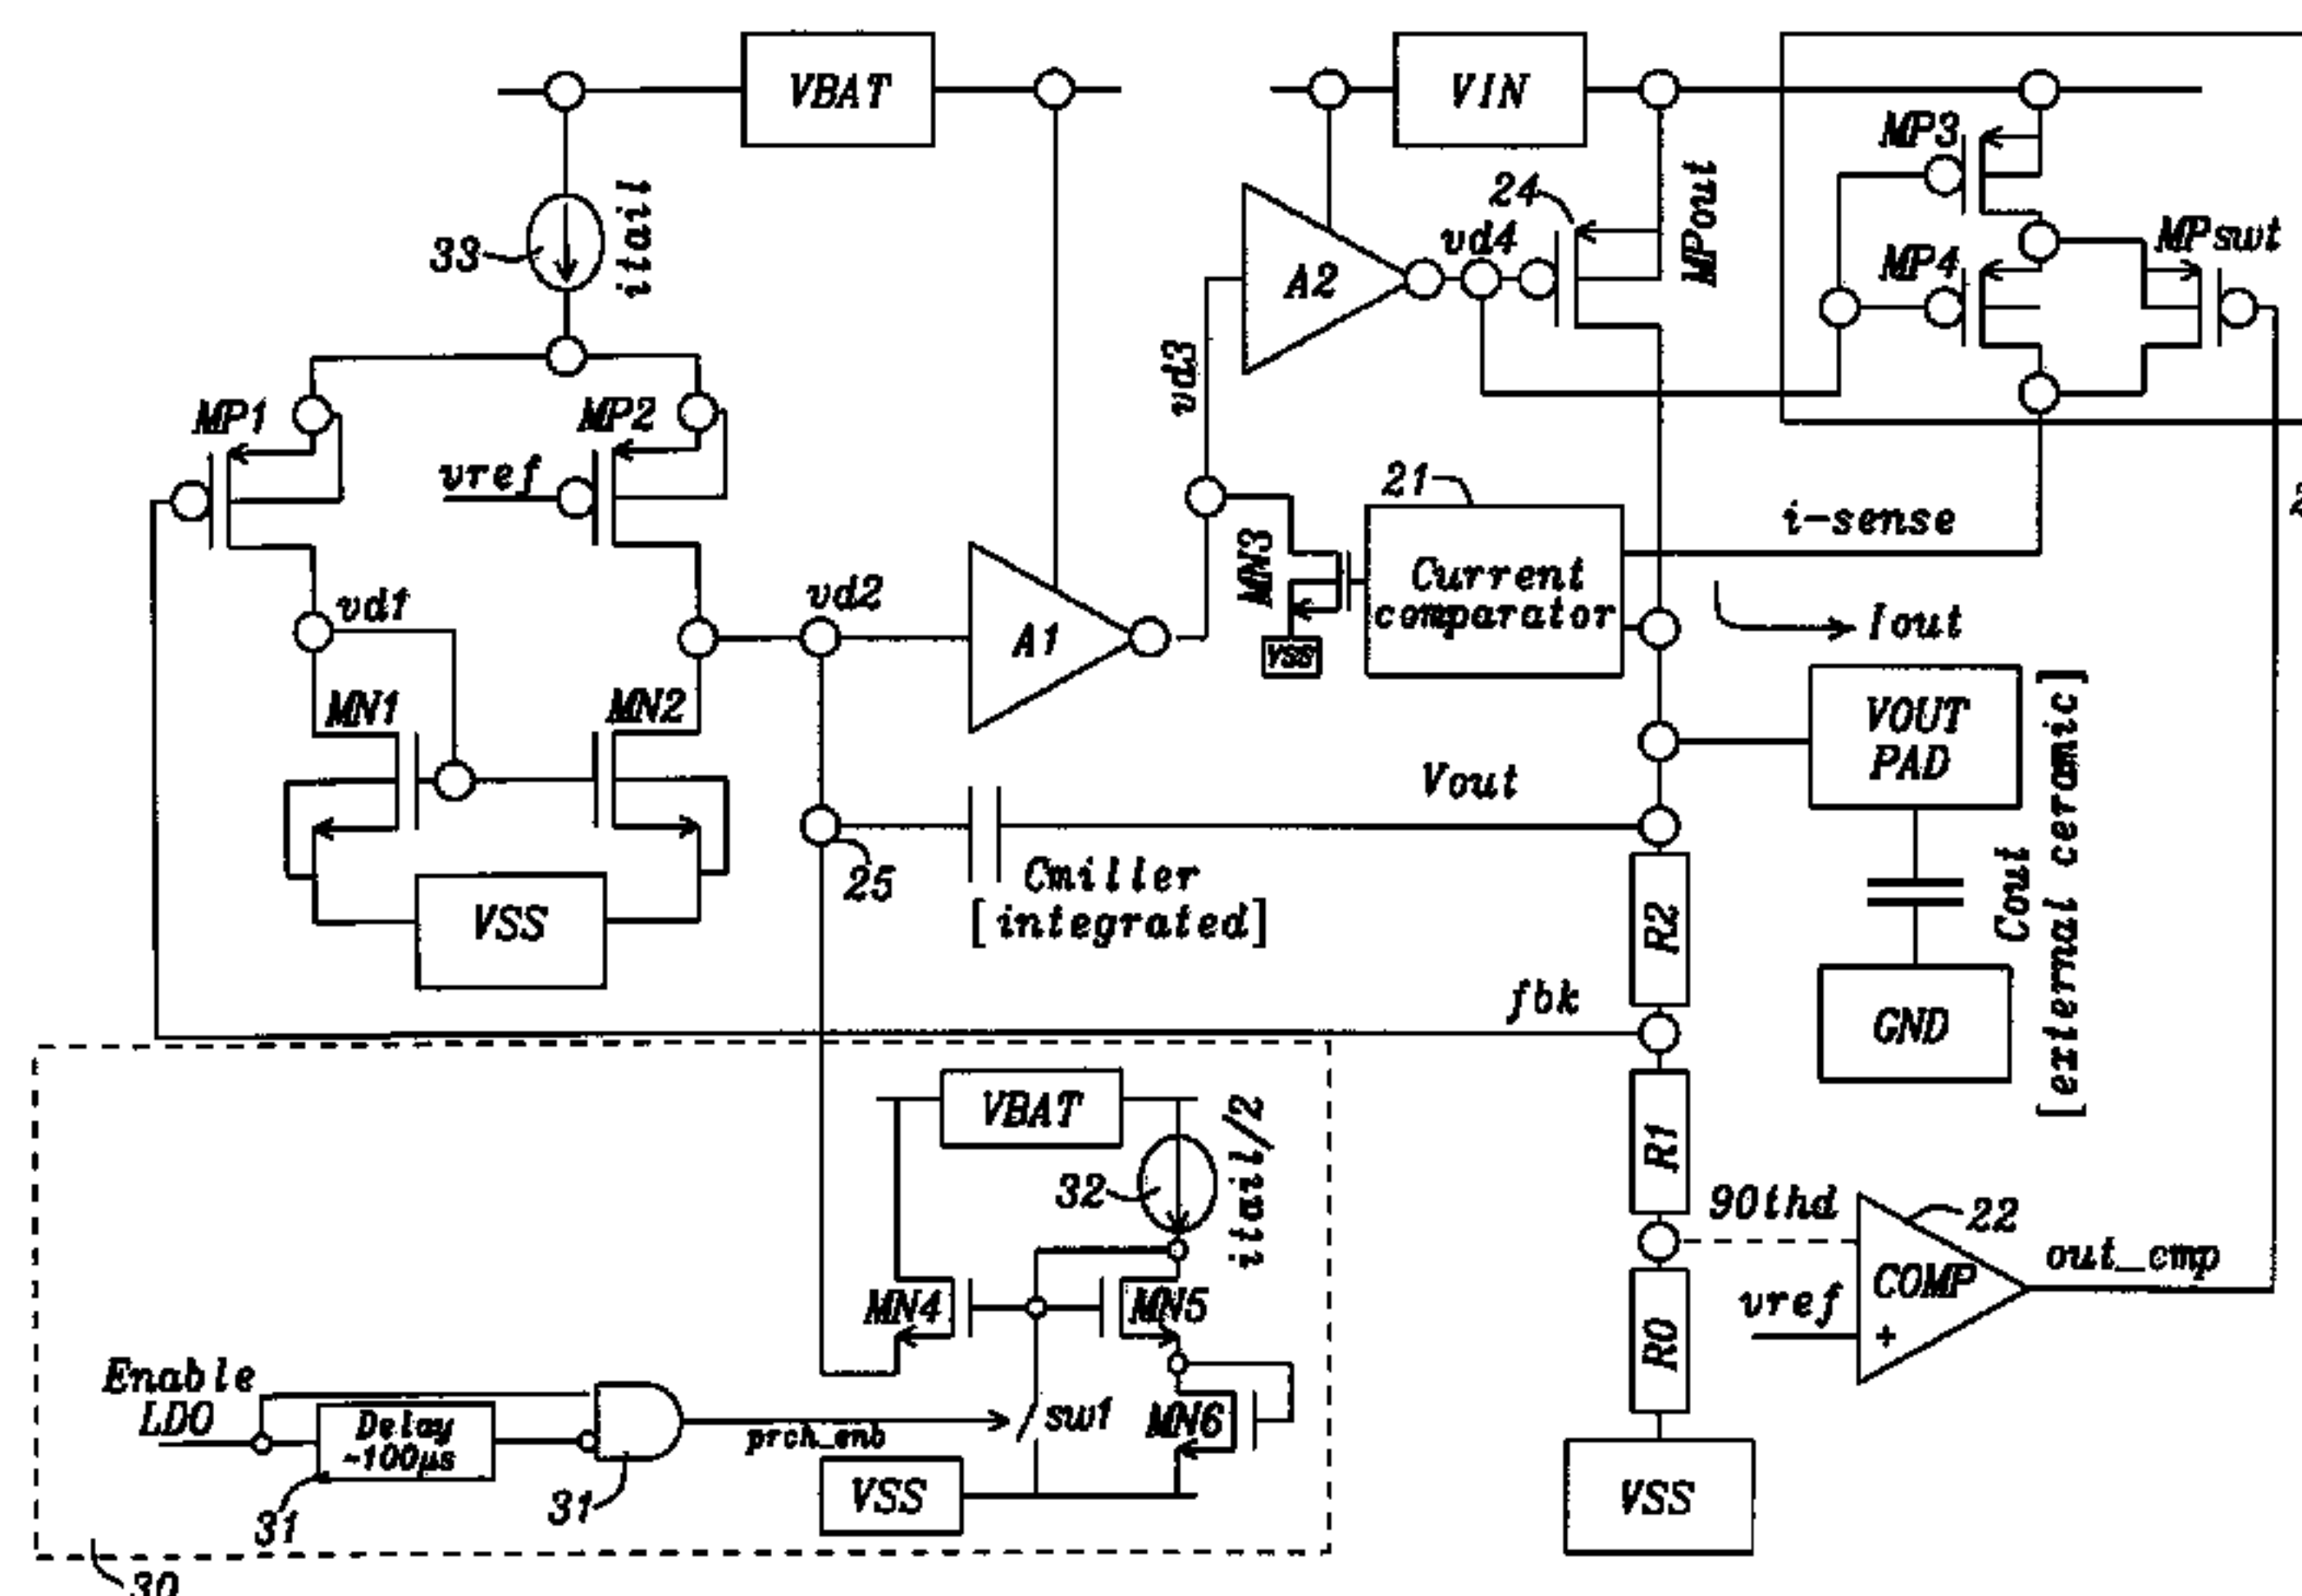 VBAT
VIN
MP3
24
MPout
MPswt
itail
33
vd4
MP4
A2
vd3
MP1
MP2
vref
21
i-sense
2
MN3
Current
comparator
vd1
vd2
A1
Iout
VSS
MN1
MN2
VOUT
PAD
Vout
25
Cmiller
[integrated]
VSS
R2
Cout
[external ceramic]
fbk
GND
VBAT
itail/2
R1
32
90thd
22
out_cmp
COMP
vref
+
MN4
MN5
R0
Enable
LDO
Delay
~100µs
prch_enb
sw1
MN6
VSS
VSS
31
31
30